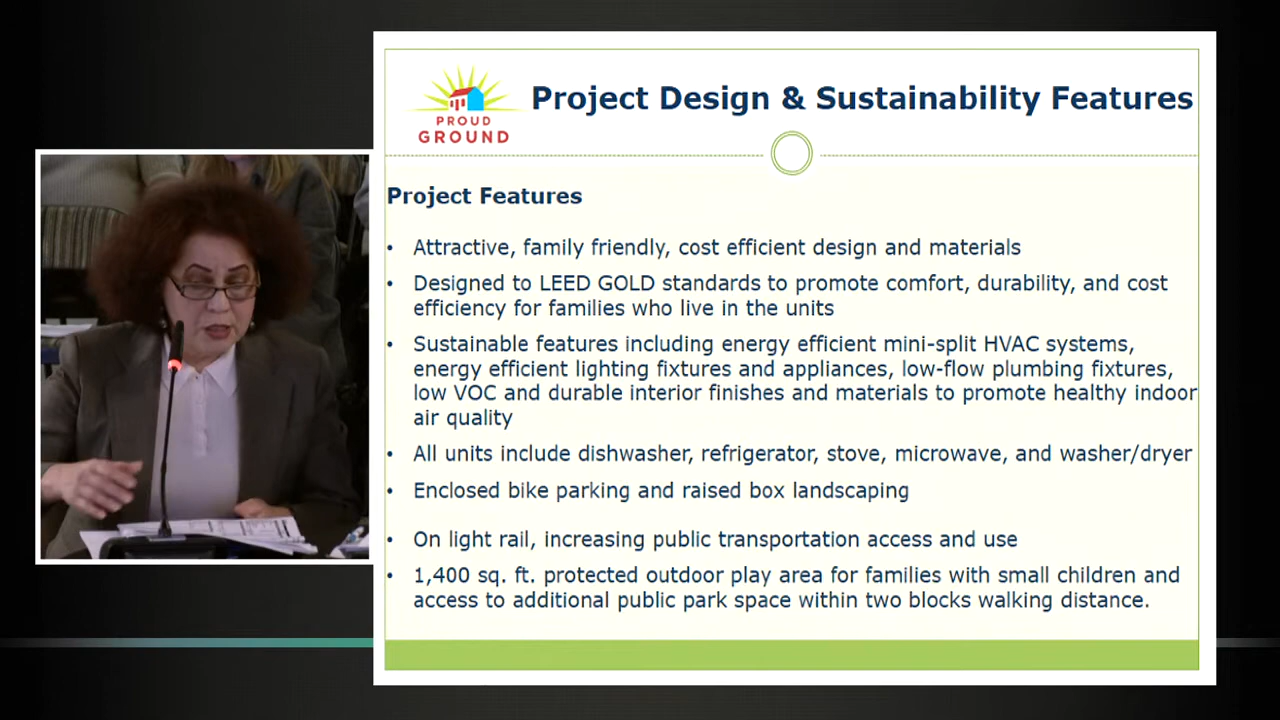 PROUD
GROUND
Project Design & Sustainability Features
Project Features
• Attractive, family friendly, cost efficient design and materials
• Designed to LEED GOLD standards to promote comfort, durability, and cost
efficiency for families who live in the units
• Sustainable features including energy efficient mini-split HVAC systems,
energy efficient lighting fixtures and appliances, low-flow plumbing fixtures,
low VOC and durable interior finishes and materials to promote healthy indoor
air quality
• All units include dishwasher, refrigerator, stove, microwave, and washer/dryer
• Enclosed bike parking and raised box landscaping
• On light rail, increasing public transportation access and use
• 1,400 sq. ft. protected outdoor play area for families with small children and
access to additional public park space within two blocks walking distance.